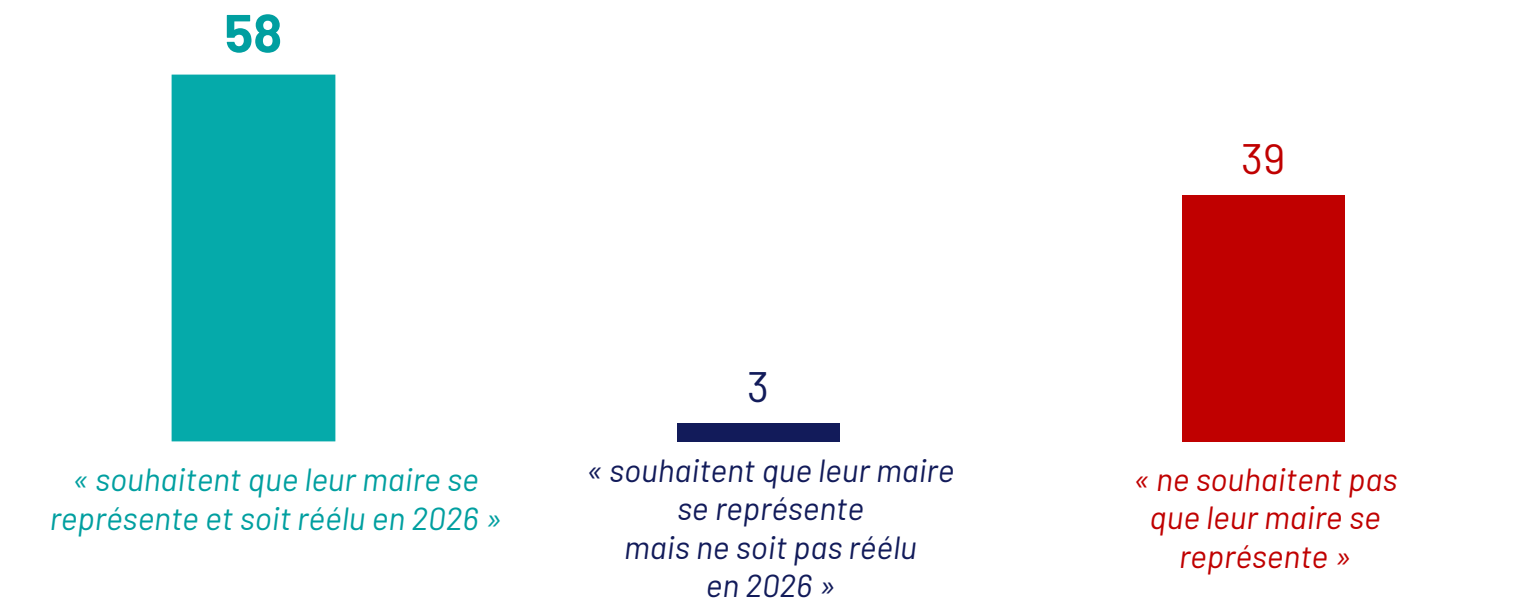 58
« souhaitent que leur maire se
représente et soit réélu en 2026 »
3
« souhaitent que leur maire
se représente
mais ne soit pas réélu
en 2026 »
39
« ne souhaitent pas
que leur maire se
représente »